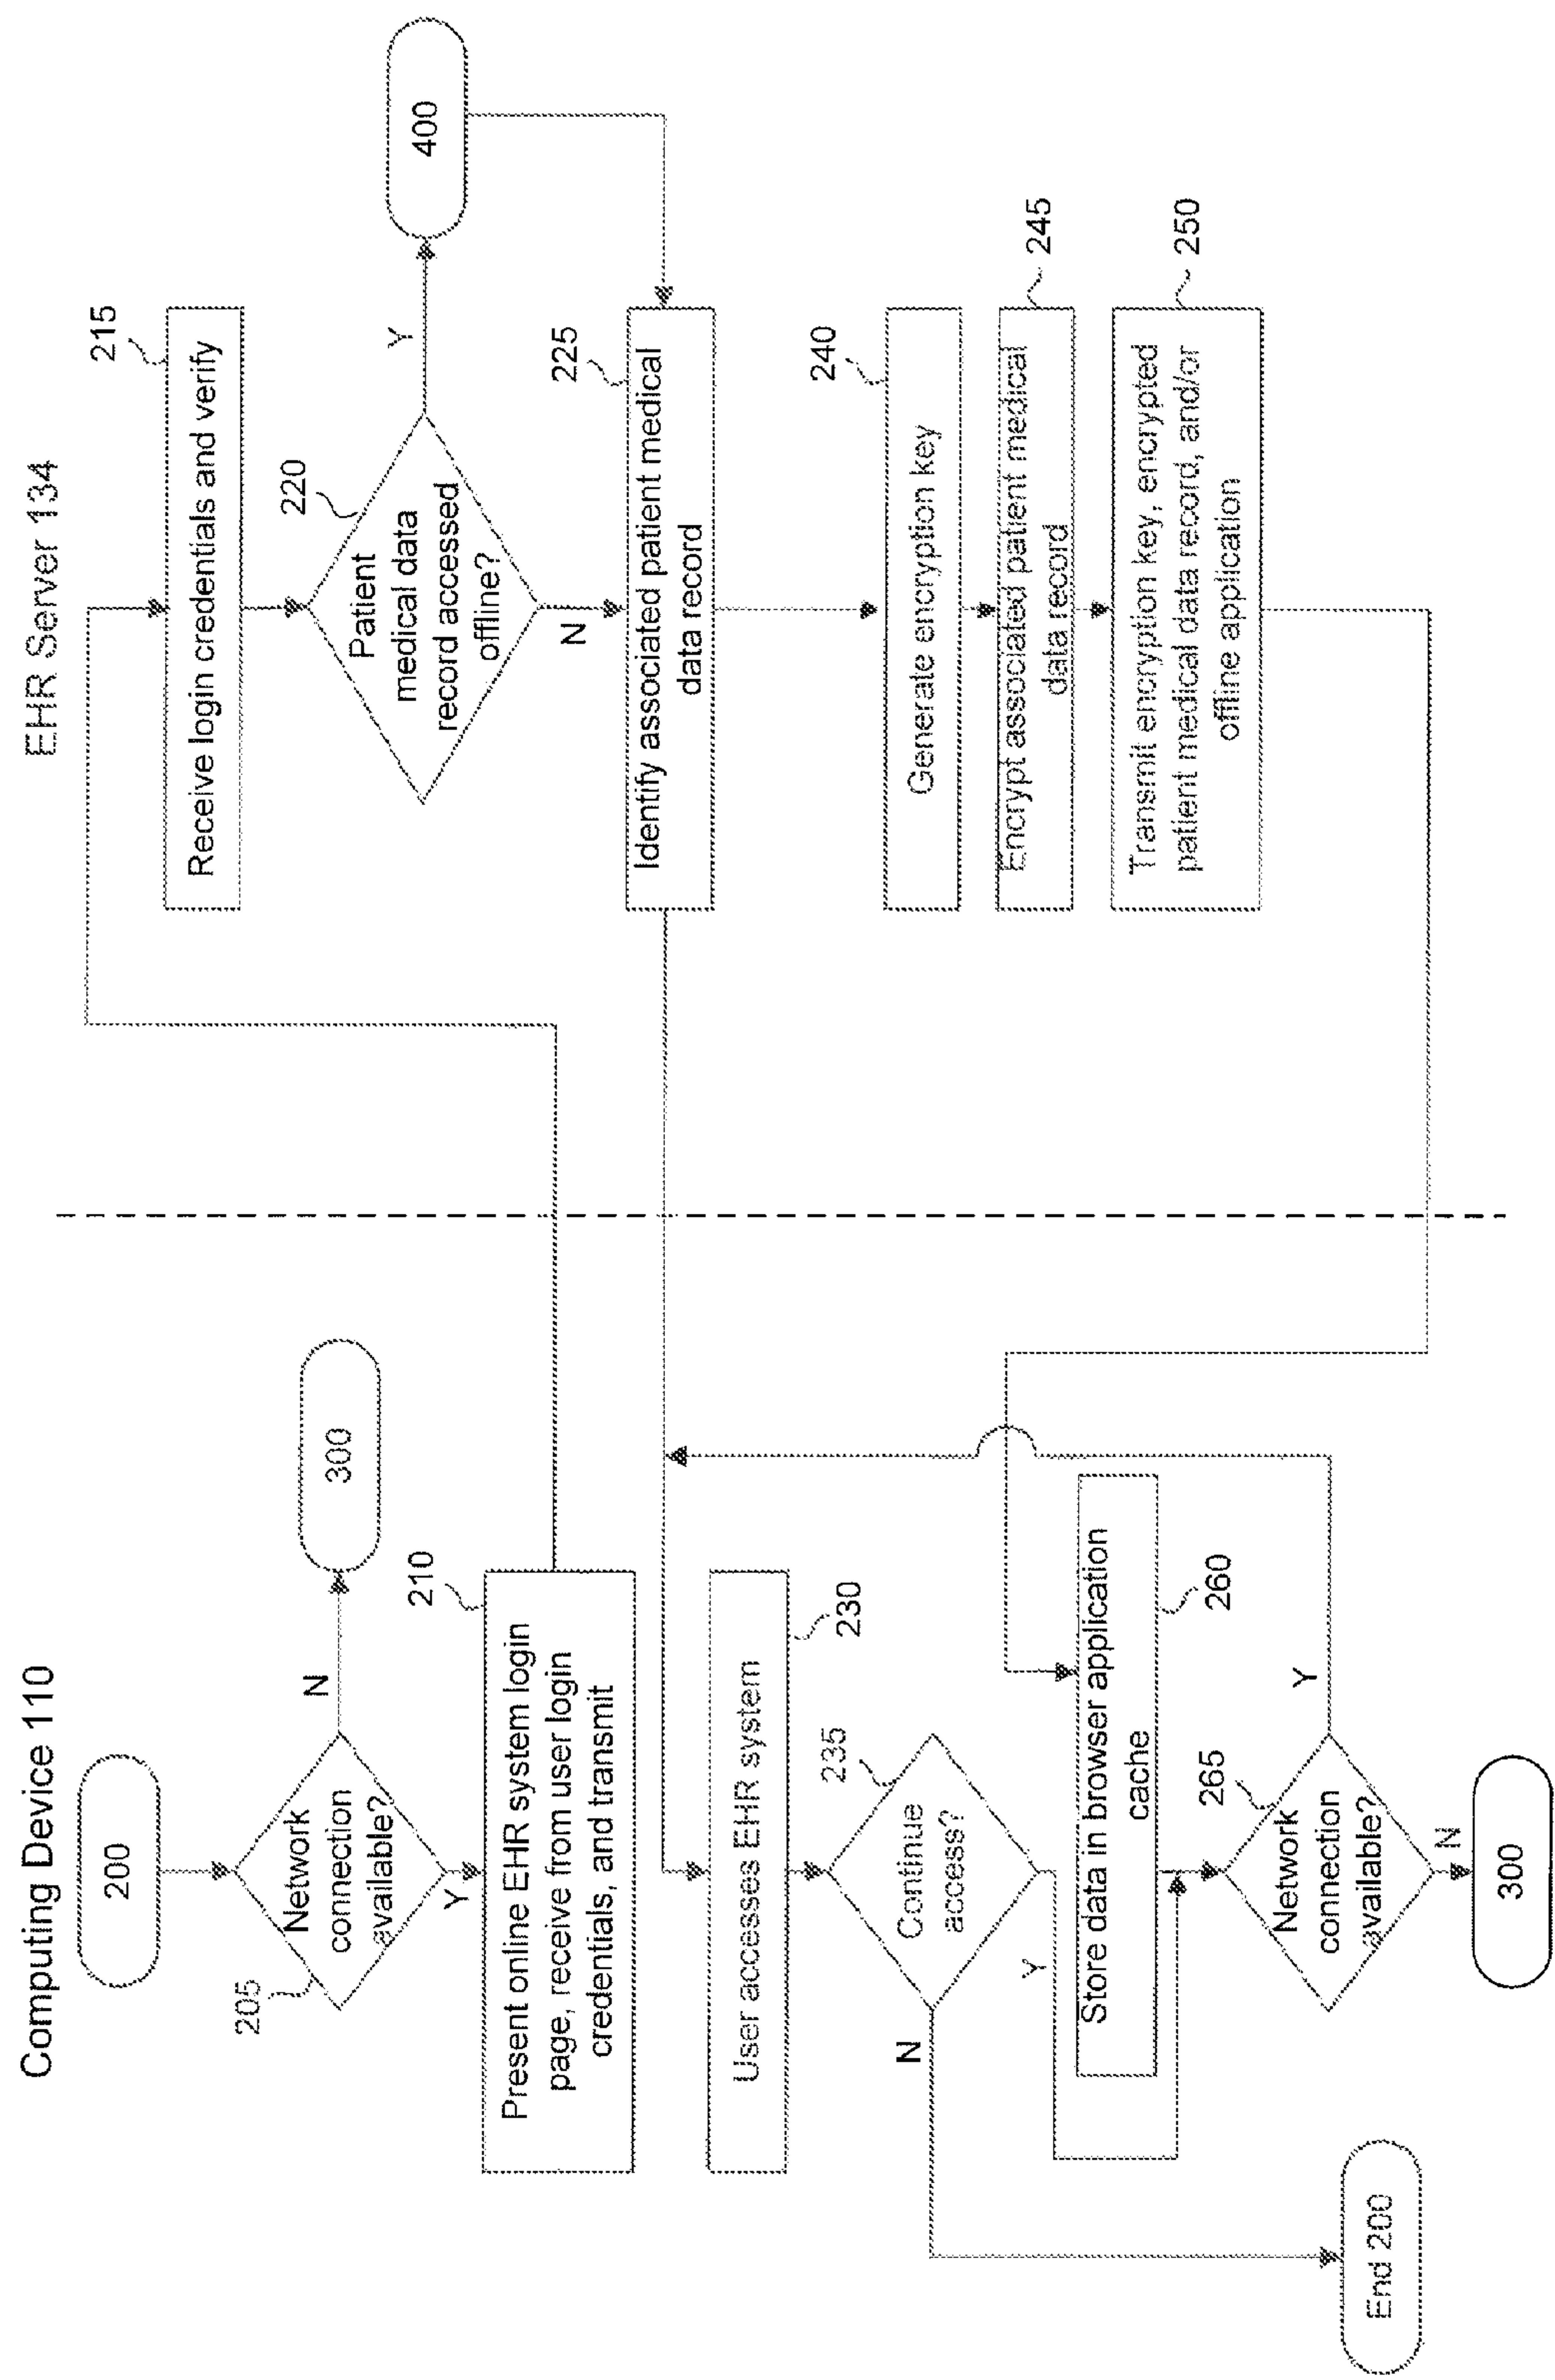 Computing Device 110
200
205
Network
connection
available?
N
300
Y
210
Present online EHR system login
page, receive from user login
credentials, and transmit
User accesses EHR system
230
Continue
access?
235
N
Y
Store data in browser application
cache
260
Network
connection
available?
265
Y
N
300
End 200
EHR Server 134
215
Receive login credentials and verify
220
Patient
medical data
record accessed
offline?
Y
400
N
225
Identify associated patient medical
data record
240
Generate encryption key
245
Encrypt associated patient medical
data record
250
Transmit encryption key, encrypted
patient medical data record, and/or
offline application